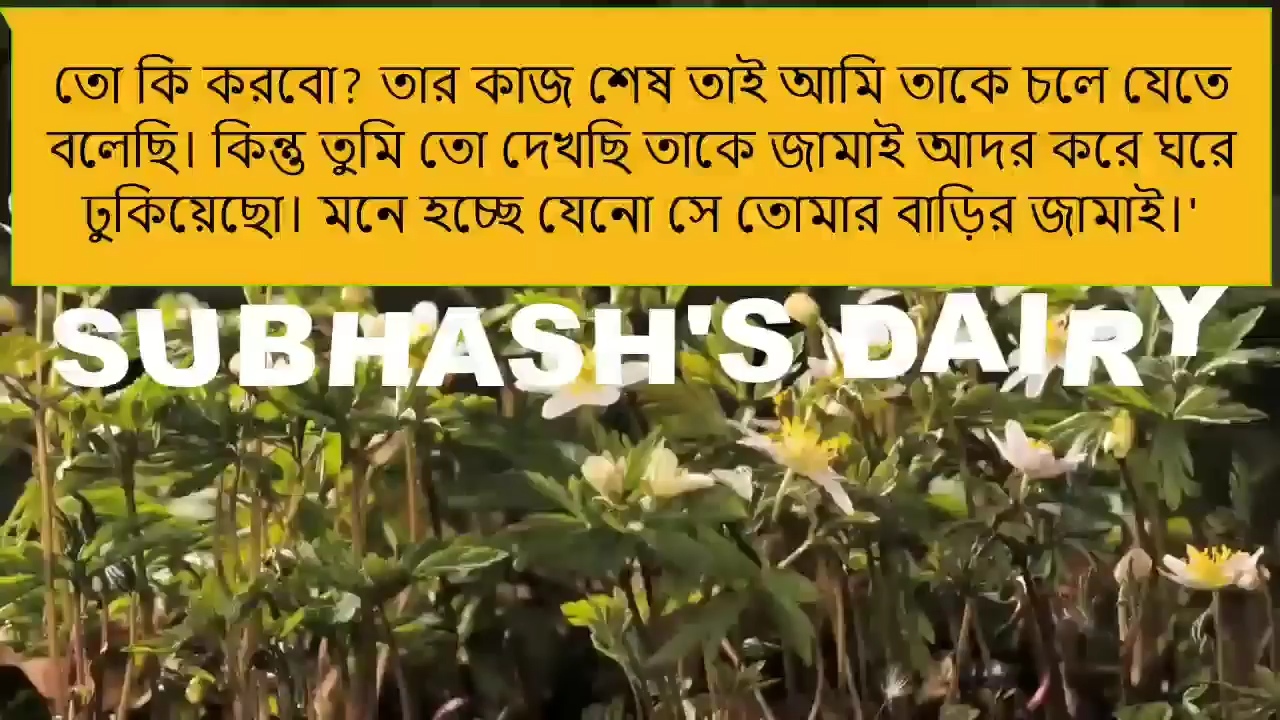 তো কি করবো? তার কাজ শেষ তাই আমি তাকে চলে যেতে
বলেছি। কিন্তু তুমি তো দেখছি তাকে জামাই আদর করে ঘরে
ঢুকিয়েছো। মনে হচ্ছে যেনো সে তোমার বাড়ির জামাই।'
SUBHASH'S DAIRY